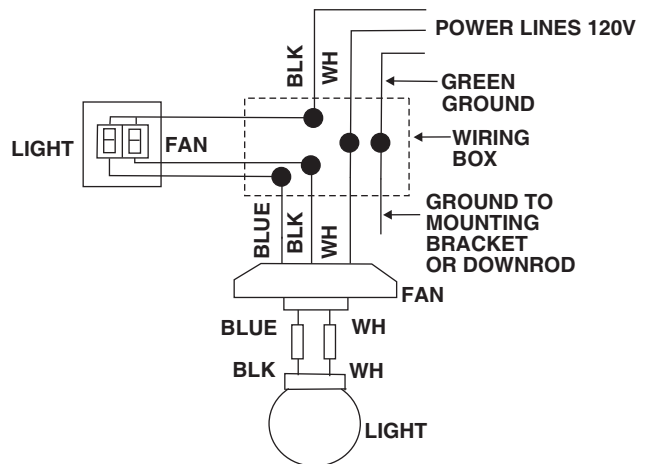 POWER LINES 120V
BLK
WH
GREEN
GROUND
LIGHT
FAN
WIRING
BOX
GROUND TO
MOUNTING
BRACKET
OR DOWNROD
BLUE
BLK
WH
FAN
BLUE
WH
BLK
WH
LIGHT